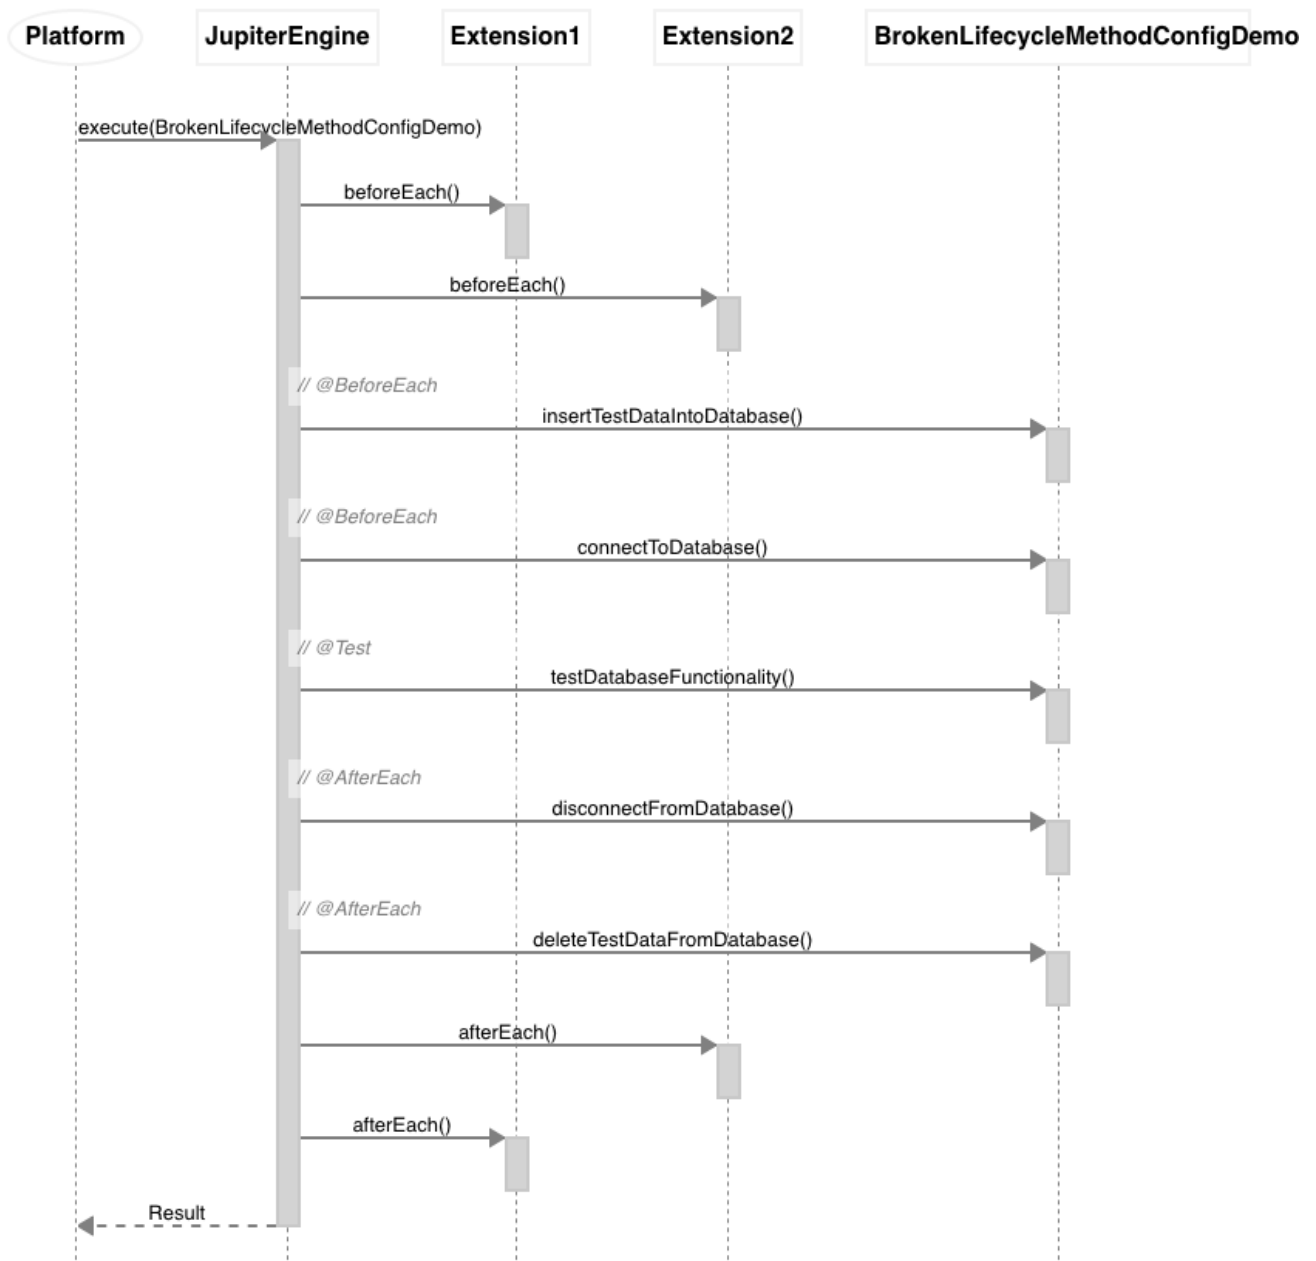 Platform JupiterEngine Extension1 Extension2 BrokenLifecycleMethodConfigDemo
execute(BrokenLifecycleMethodConfigDemo)
beforeEach()
beforeEach()
// @BeforeEach
insertTestDataIntoDatabase()
// @BeforeEach
connectToDatabase()
// @Test
testDatabaseFunctionality()
// @AfterEach
disconnectFromDatabase()
// @AfterEach
deleteTestDataFromDatabase()
afterEach()
afterEach()
Result